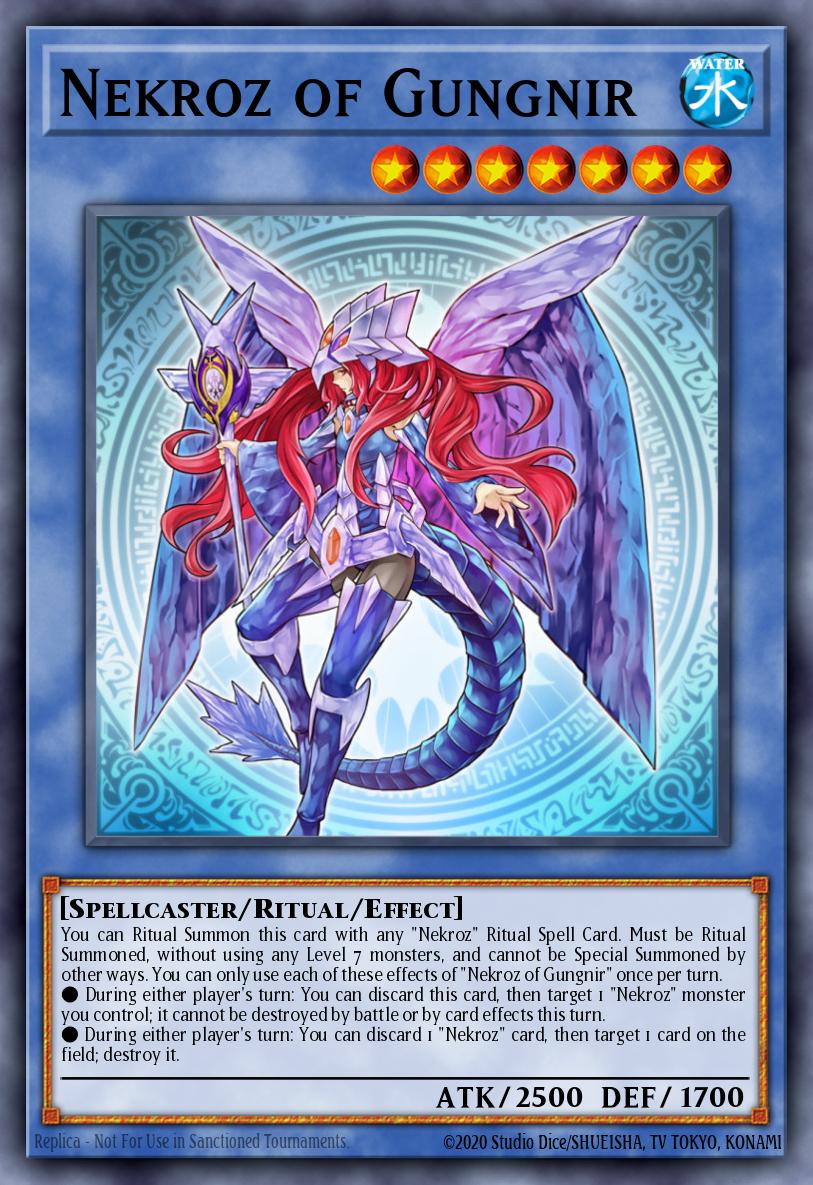 Nekroz of Gungnir
WATER
水
[Spellcaster/Ritual/Effect]
You can Ritual Summon this card with any "Nekroz" Ritual Spell Card. Must be Ritual
Summoned, without using any Level 7 monsters, and cannot be Special Summoned by
other ways. You can only use each of these effects of "Nekroz of Gungnir" once per turn.
● During either player's turn: You can discard this card, then target 1 "Nekroz" monster
you control; it cannot be destroyed by battle or by card effects this turn.
● During either player's turn: You can discard 1 "Nekroz" card, then target 1 card on the
field; destroy it.
ATK/2500 DEF/1700
Replica - Not For Use in Sanctioned Tournaments.
©2020 Studio Dice/SHUEISHA, TV TOKYO, KONAMI